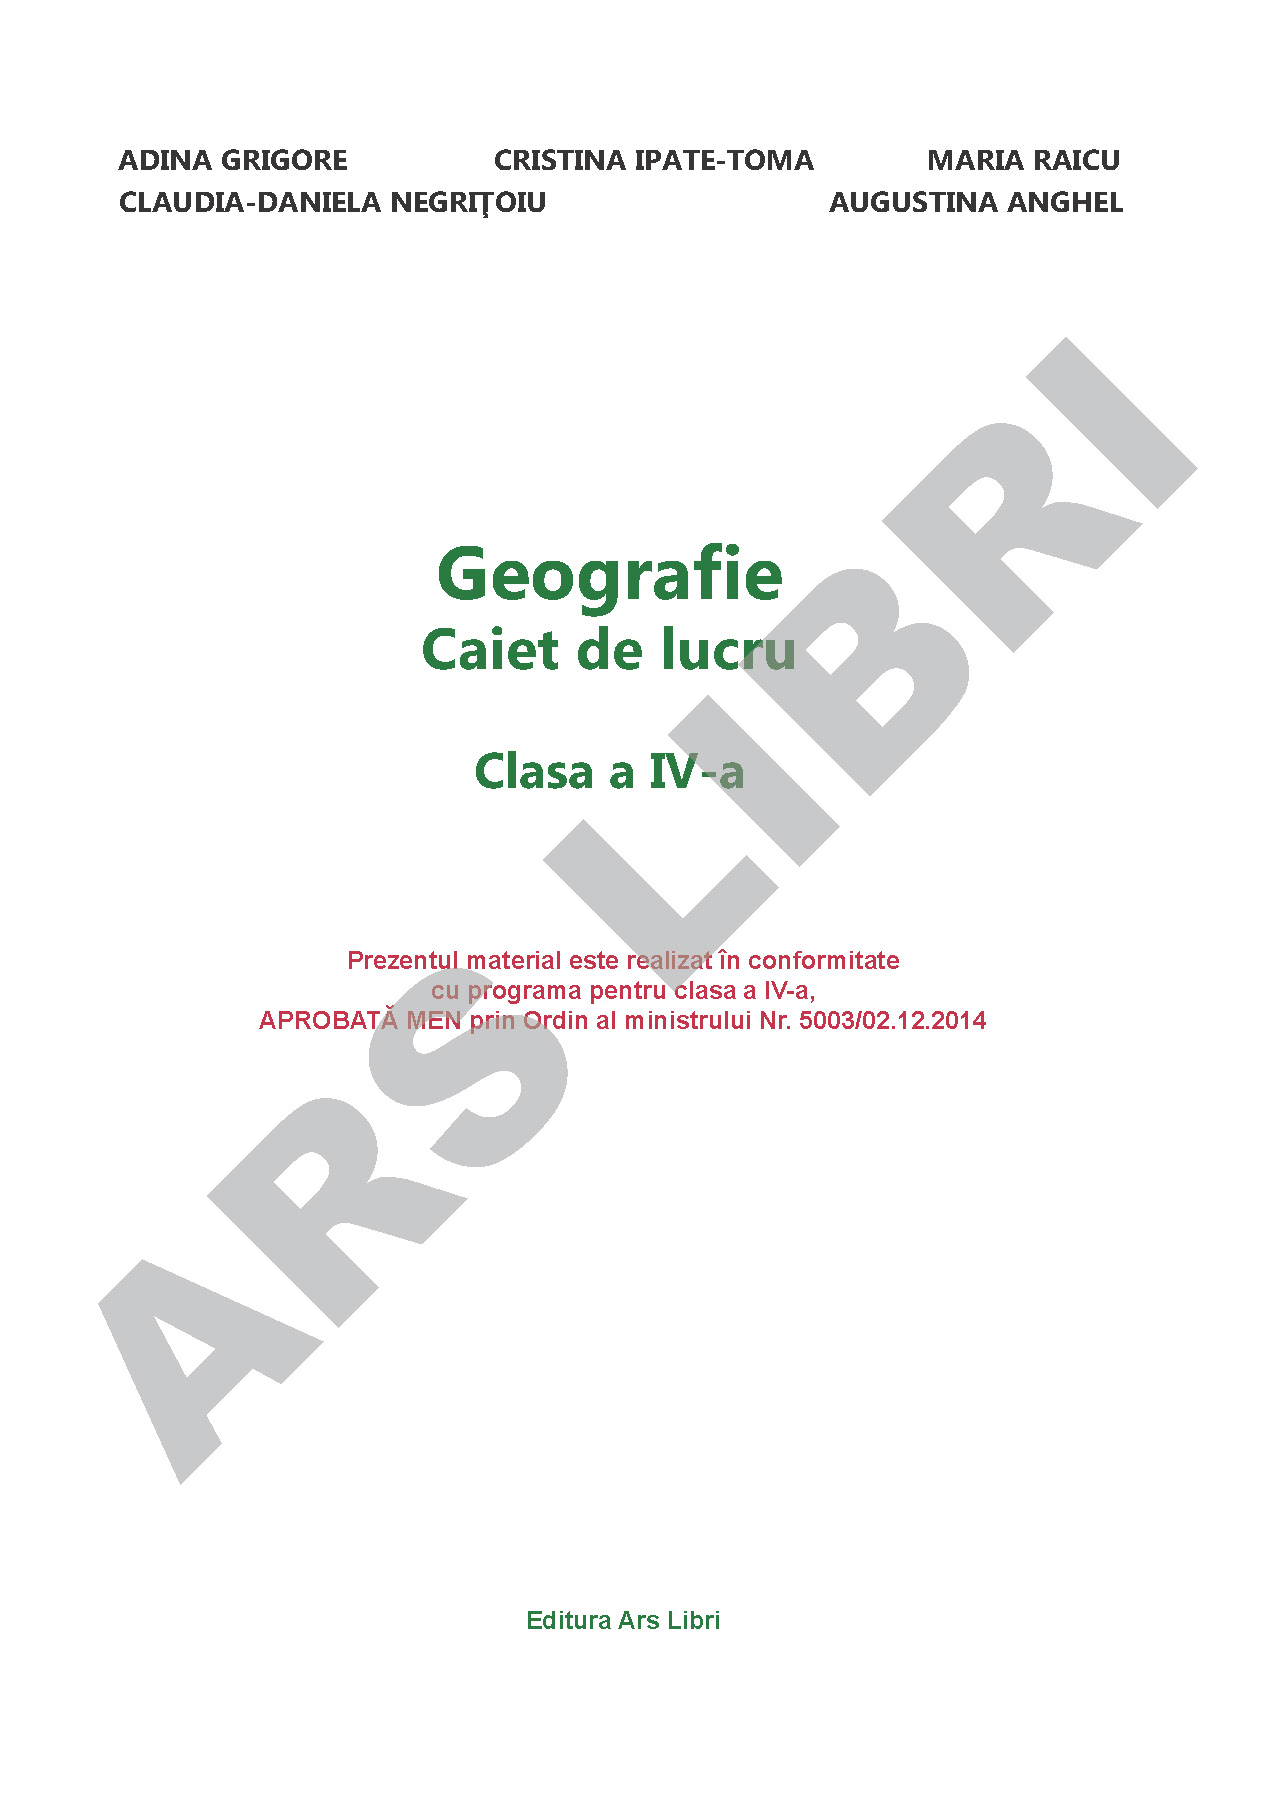 ADINA GRIGORE CRISTINA IPATE-TOMA MARIA RAICU
CLAUDIA-DANIELA NEGRIŢOIU AUGUSTINA ANGHEL
Geografie
Caiet de lucru
Clasa a IV-a
Prezentul material este realizat în conformitate
cu programa pentru clasa a IV-a,
APROBATĂ MEN prin Ordin al ministrului Nr. 5003/02.12.2014
ARS LIBRI
Editura Ars Libri